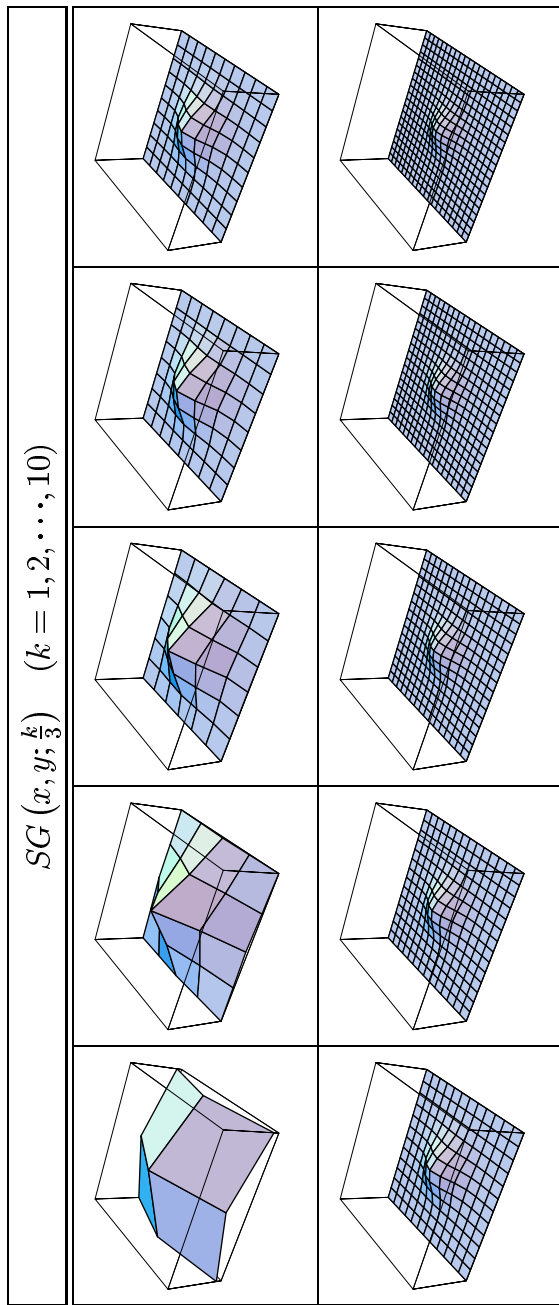 SG (x, y; k/3) (k = 1, 2, ···, 10)